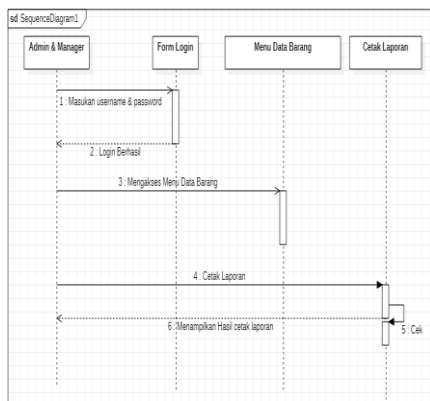 sd SequenceDiagram1
Admin & Manager
Form Login
Menu Data Barang
Cetak Laporan
1 : Masukan username & password
2 : Login Berhasil
3 : Mengakses Menu Data Barang
4 : Cetak Laporan
5 : Cek
6 : Menampilkan Hasil cetak laporan